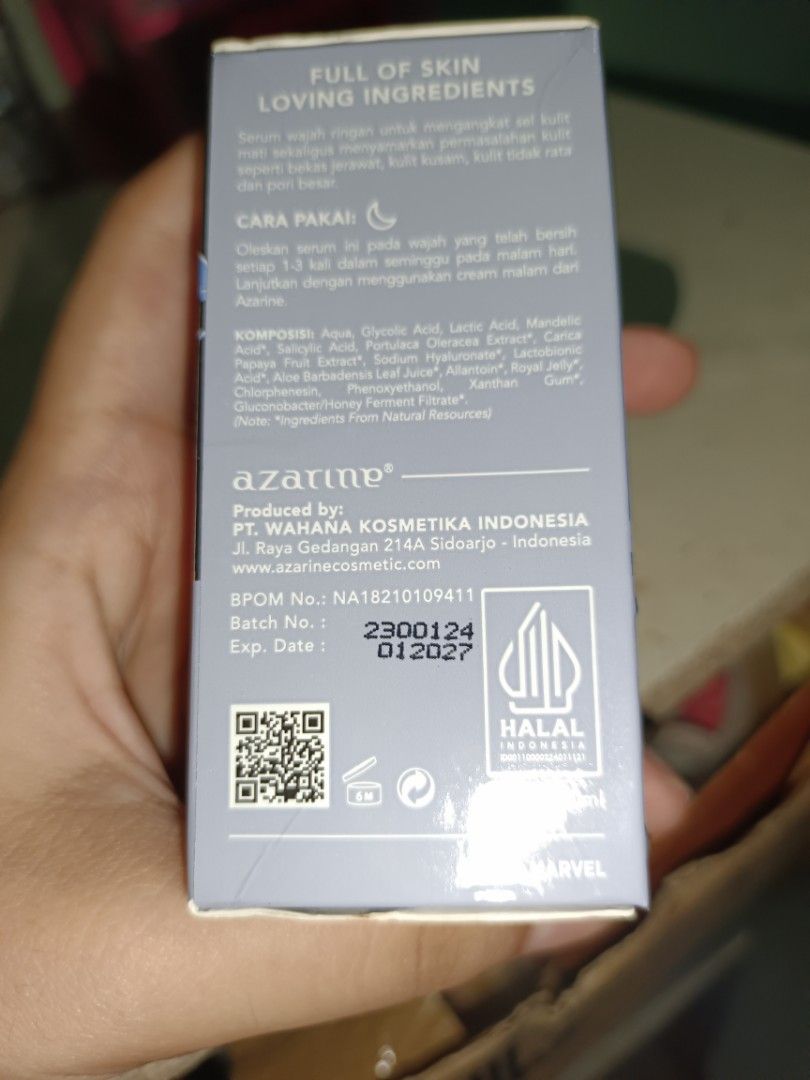 FULL OF SKIN
LOVING INGREDIENTS
Serum wajah ringan untuk mengangkat sel kulit
mati sekaligus menyamarkan permasalahan kulit
seperti bekas jerawat, kulit kusam, kulit tidak rata
dan pori besar.
CARA PAKAI:
Oleskan serum ini pada wajah yang telah bersih
setiap 1-3 kali dalam seminggu pada malam hari.
Lanjutkan dengan menggunakan cream malam dari
Azarine.
KOMPOSISI: Aqua, Glycolic Acid, Lactic Acid, Mandelic
Acid*, Salicylic Acid, Portulaca Oleracea Extract*, Carica
Papaya Fruit Extract*, Sodium Hyaluronate*, Lactobionic
Acid*, Aloe Barbadensis Leaf Juice*, Allantoin*, Royal Jelly*,
Chlorphenesin, Phenoxyethanol, Xanthan Gum*,
Gluconobacter/Honey Ferment Filtrate*.
(Note: *Ingredients From Natural Resources)
azarine®
Produced by:
PT. WAHANA KOSMETIKA INDONESIA
Jl. Raya Gedangan 214A Sidoarjo - Indonesia
www.azarinecosmetic.com
BPOM No.: NA18210109411
Batch No. : 2300124
Exp. Date : 012027
HALAL
INDONESIA
6M
ml
MARVEL